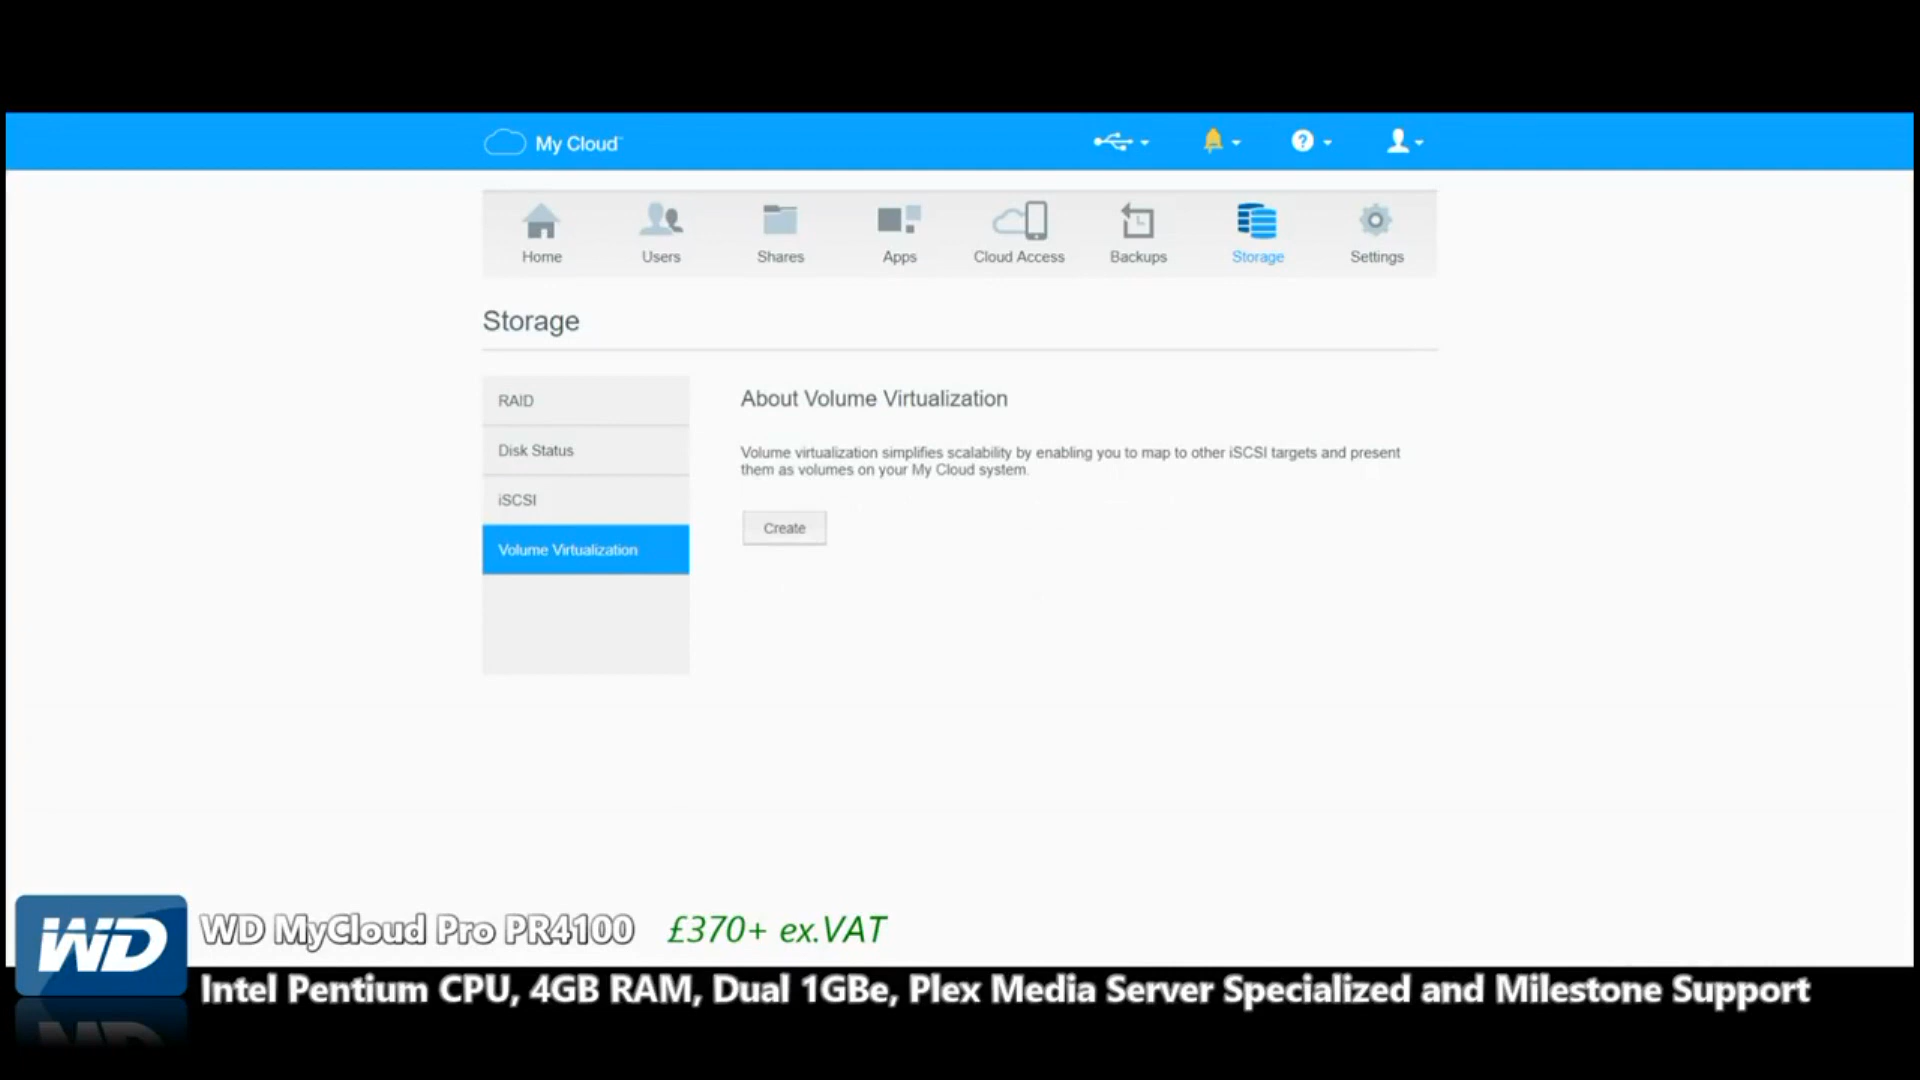 My Cloud™
Home
Users
Shares
Apps
Cloud Access
Backups
Storage
Settings
Storage
RAID
Disk Status
iSCSI
Volume Virtualization
About Volume Virtualization
Volume virtualization simplifies scalability by enabling you to map to other iSCSI targets and present
them as volumes on your My Cloud system.
Create
WD
WD MyCloud Pro PR4100 £370+ ex.VAT
Intel Pentium CPU, 4GB RAM, Dual 1GBe, Plex Media Server Specialized and Milestone Support